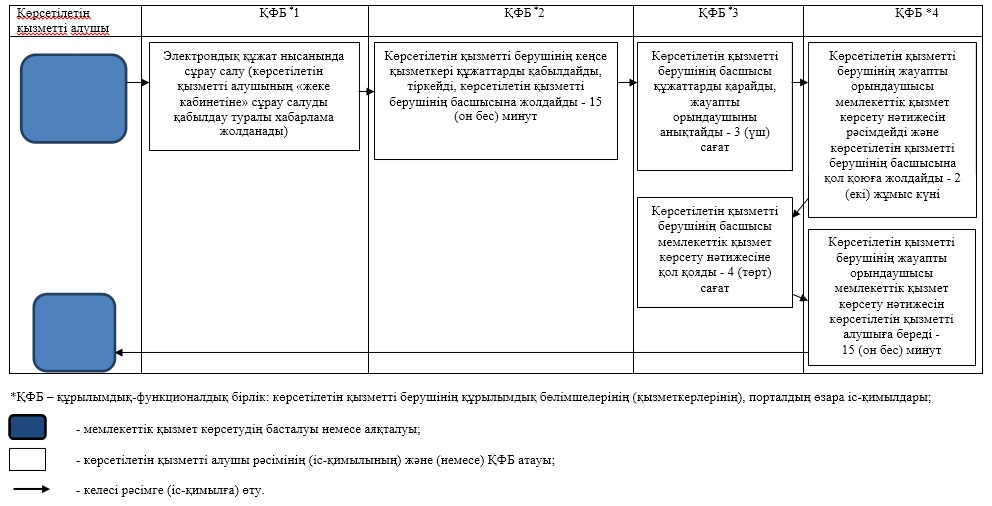 Көрсетілетін
қызметті алушы
ҚФБ *1
ҚФБ *2
ҚФБ *3
ҚФБ *4
Электрондық құжат нысанында
сұрау салу (көрсетілетін
қызметті алушының «жеке
кабинетіне» сұрау салуды
қабылдау туралы хабарлама
жолданады)
Көрсетілетін қызметті берушінің кеңсе
қызметкері құжаттарды қабылдайды,
тіркейді, көрсетілетін қызметті
берушінің басшысына жолдайды - 15
(он бес) минут
Көрсетілетін қызметті
берушінің басшысы
құжаттарды қарайды,
жауапты
орындаушыны
анықтайды - 3 (үш)
сағат
Көрсетілетін қызметті
берушінің жауапты
орындаушысы
мемлекеттік қызмет
көрсету нәтижесін
рәсімдейді және
көрсетілетін қызметті
берушінің басшысына
қол қоюға жолдайды - 2
(екі) жұмыс күні
Көрсетілетін қызметті
берушінің басшысы
мемлекеттік қызмет
көрсету нәтижесіне
қол қояды - 4 (төрт)
сағат
Көрсетілетін қызметті
берушінің жауапты
орындаушысы
мемлекеттік қызмет
көрсету нәтижесін
көрсетілетін қызметті
алушыға береді -
15 (он бес) минут
*ҚФБ – құрылымдық-функционалдық бірлік: көрсетілетін қызметті берушінің құрылымдық бөлімшелерінің (қызметкерлерінің), порталдың өзара іс-қимылдары;
- мемлекеттік қызмет көрсетудің басталуы немесе аяқталуы;
- көрсетілетін қызметті алушы рәсімінің (іс-қимылының) және (немесе) ҚФБ атауы;
- келесі рәсімге (іс-қимылға) өту.